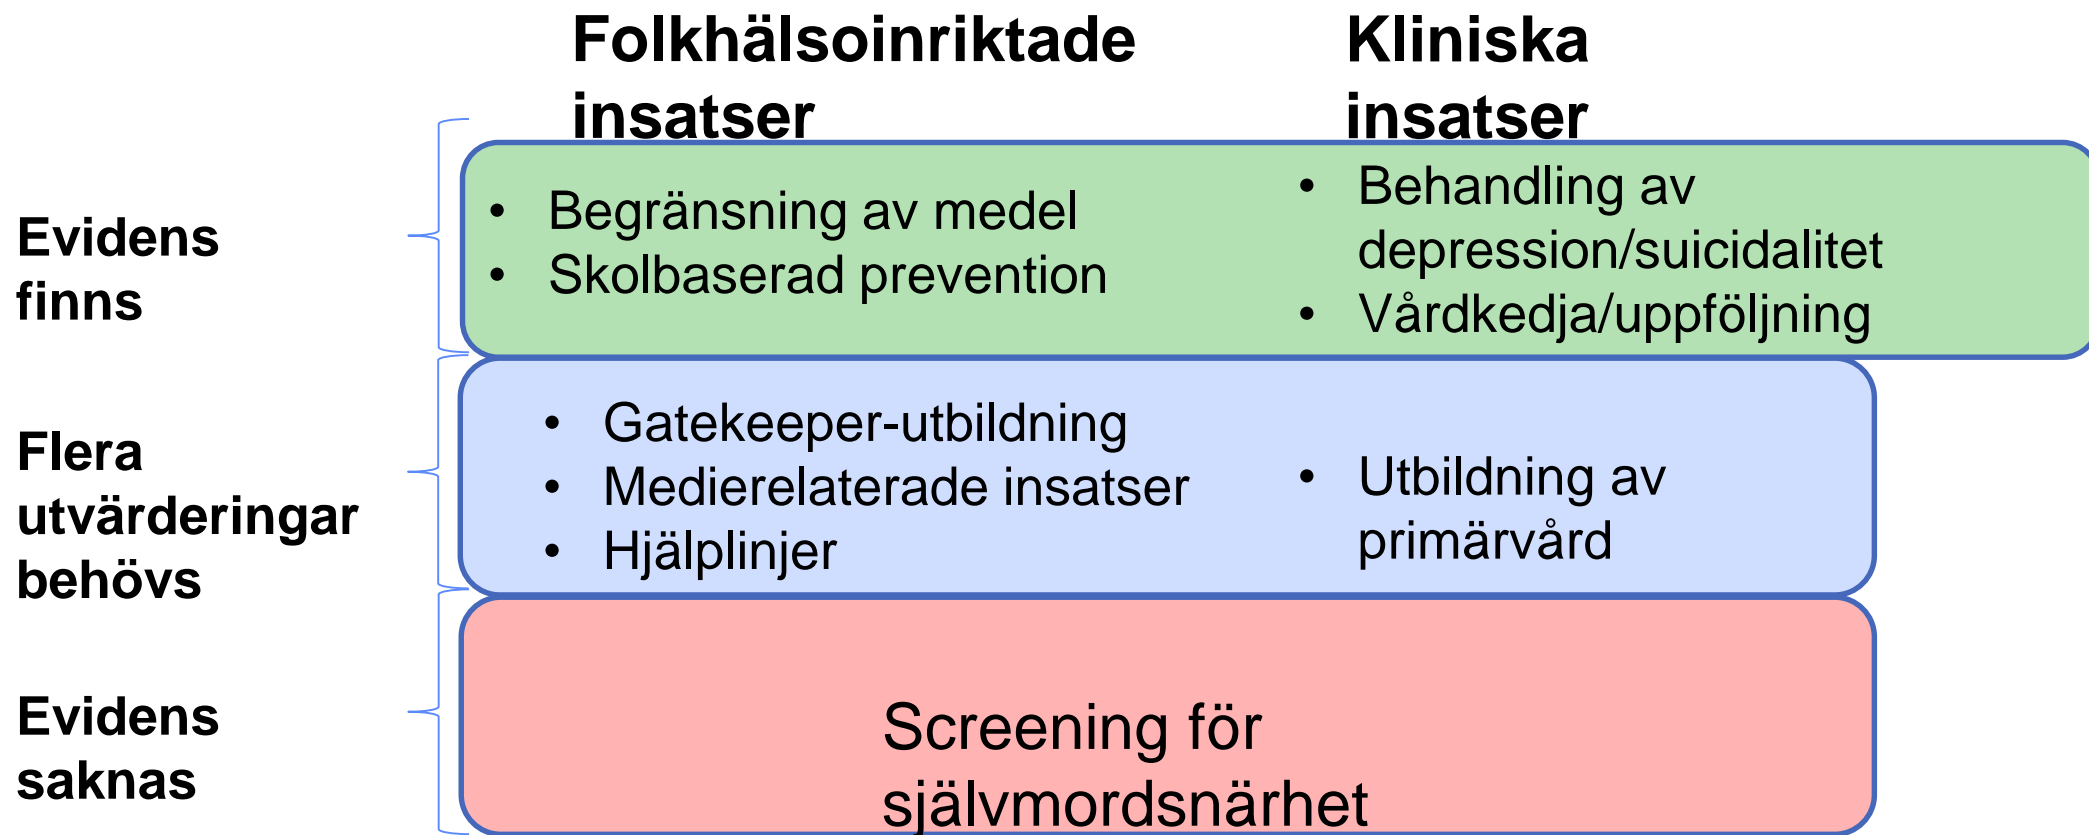 Folkhälsoinriktade
insatser
Kliniska
insatser
Evidens
finns
• Begränsning av medel
• Skolbaserad prevention
• Behandling av
depression/suicidalitet
• Vårdkedja/uppföljning
Flera
utvärderingar
behövs
• Gatekeeper-utbildning
• Medierelaterade insatser
• Hjälplinjer
• Utbildning av
primärvård
Evidens
saknas
Screening för
självmordsnärhet